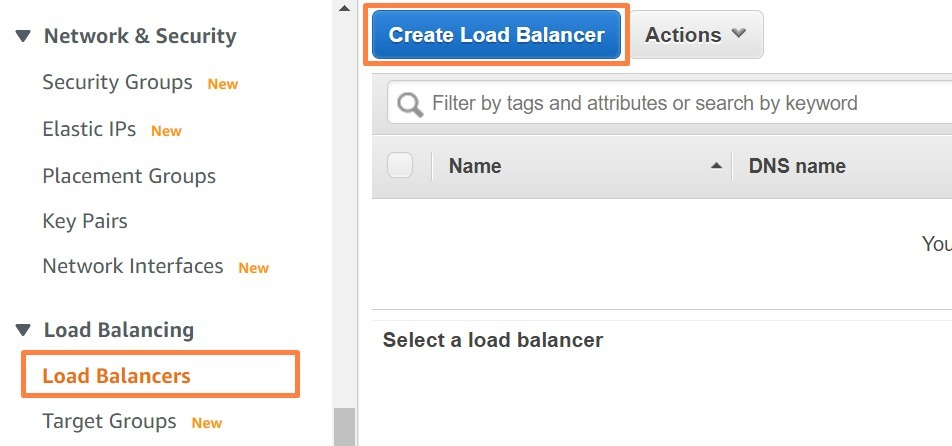 Network & Security
Security Groups New
Elastic IPs New
Placement Groups
Key Pairs
Network Interfaces New
Load Balancing
Load Balancers
Target Groups New
Create Load Balancer Actions
Filter by tags and attributes or search by keyword
Name DNS name
You
Select a load balancer